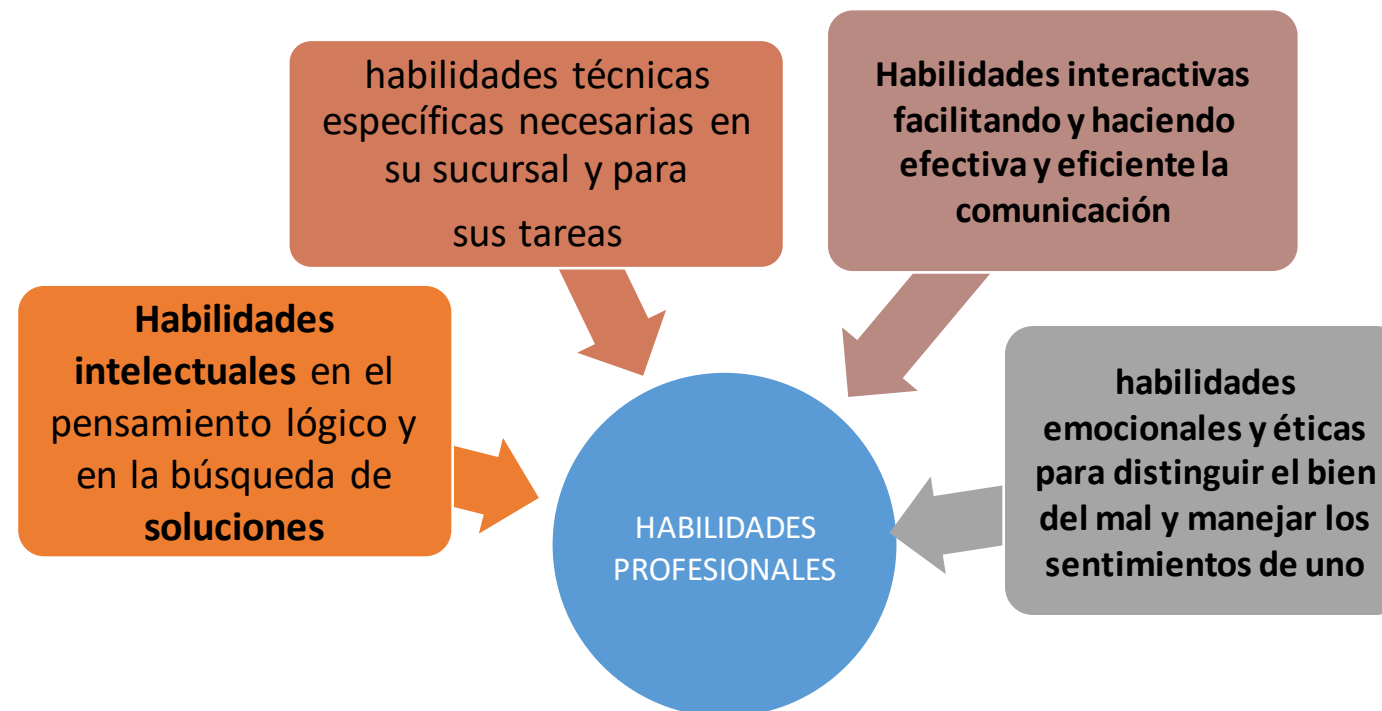 habilidades técnicas
específicas necesarias en
su sucursal y para
sus tareas
Habilidades interactivas
facilitando y haciendo
efectiva y eficiente la
comunicación
Habilidades
intelectuales en el
pensamiento lógico y
en la búsqueda de
soluciones
habilidades
emocionales y éticas
para distinguir el bien
del mal y manejar los
sentimientos de uno
HABILIDADES
PROFESIONALES